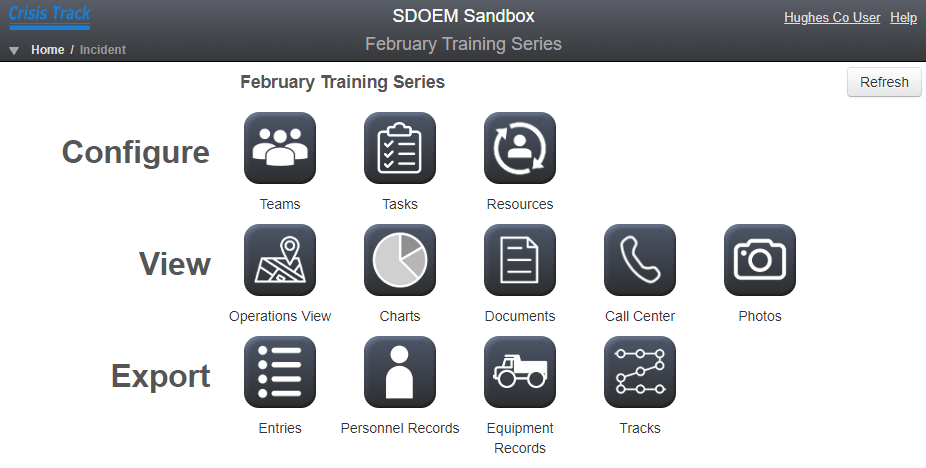 Crisis Track
SDOEM Sandbox
Hughes Co User Help
February Training Series
Home / Incident
February Training Series
Refresh
Configure
Teams
Tasks
Resources
View
Operations View
Charts
Documents
Call Center
Photos
Export
Entries
Personnel Records
Equipment
Records
Tracks